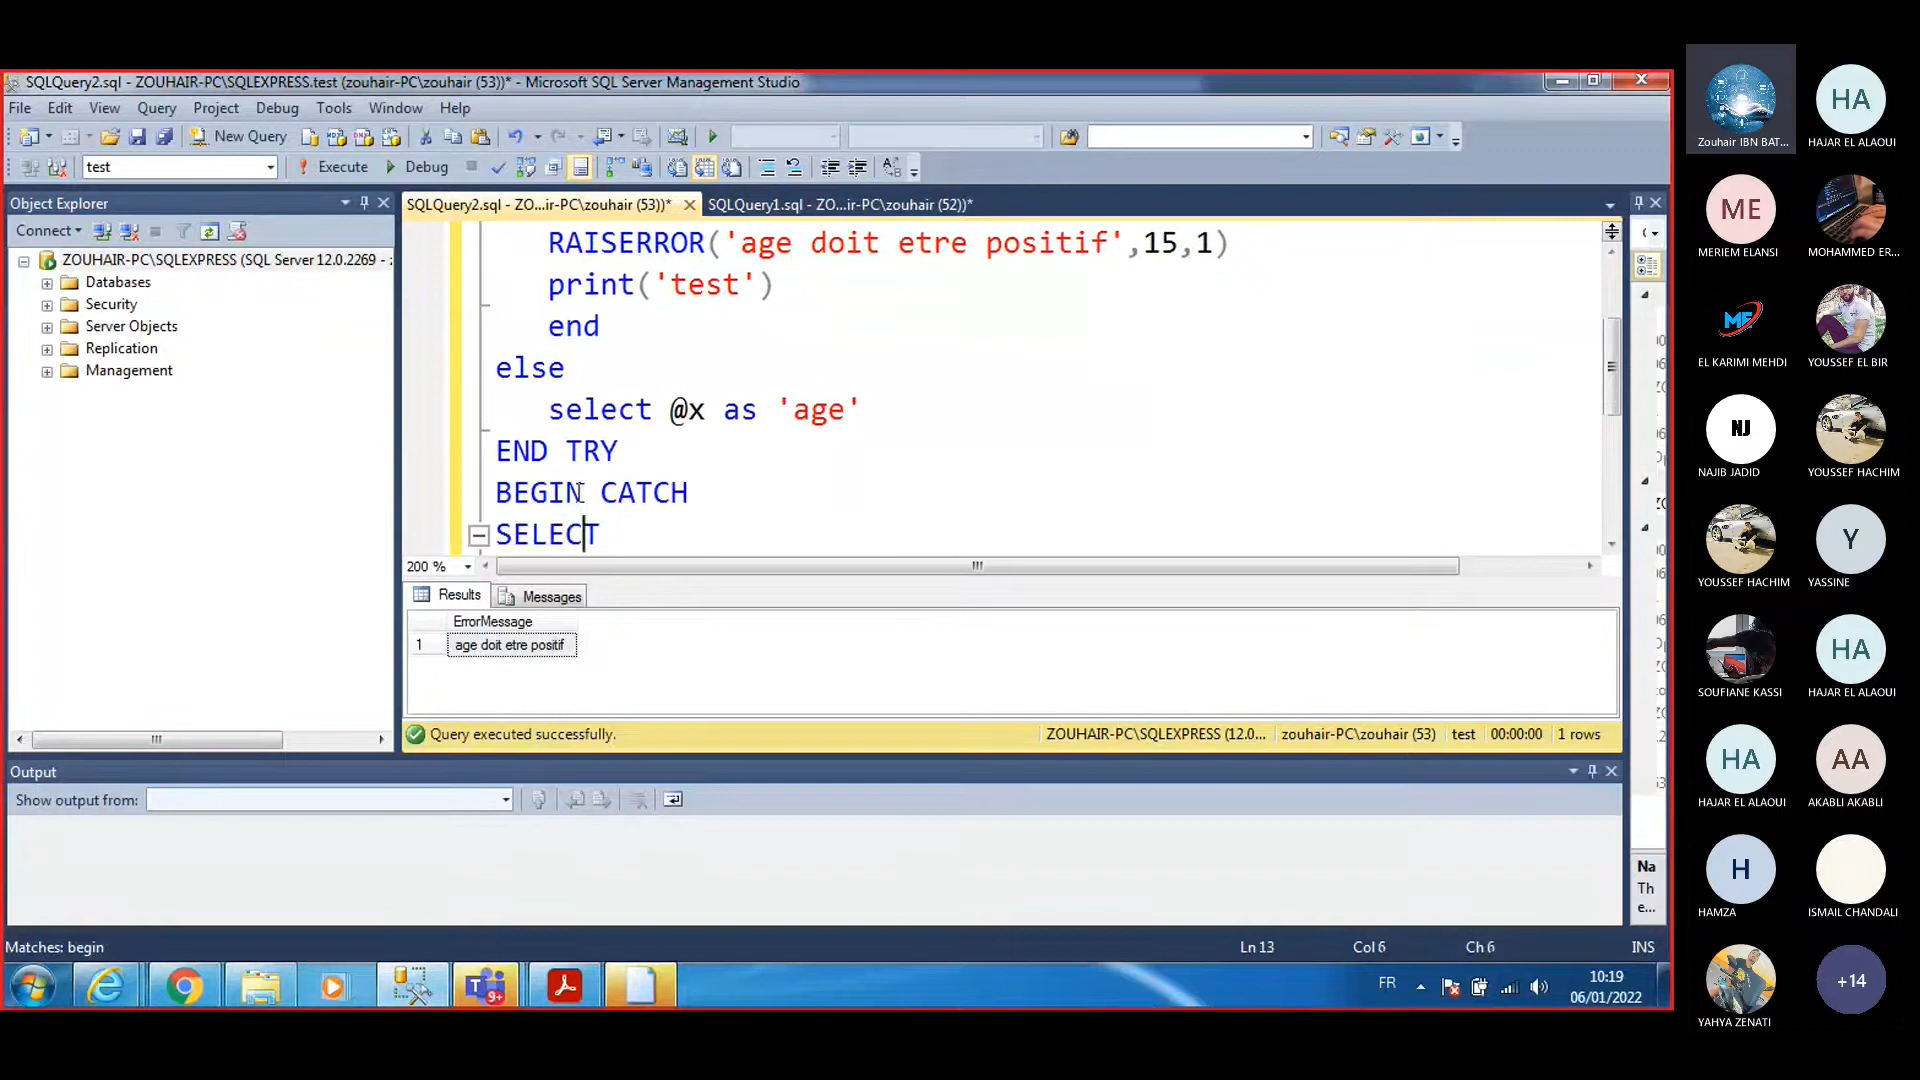 SQLQuery2.sql - ZOUHAIR-PC\SQLEXPRESS.test (zouhair-PC\zouhair (53))* - Microsoft SQL Server Management Studio
File Edit View Query Project Debug Tools Window Help
New Query
test Execute Debug
Object Explorer
Connect
ZOUHAIR-PC\SQLEXPRESS (SQL Server 12.0.2269 -
Databases
Security
Server Objects
Replication
Management
SQLQuery2.sql - ZO...ir-PC\zouhair (53))* SQLQuery1.sql - ZO...ir-PC\zouhair (52))*
RAISERROR('age doit etre positif',15,1)
print('test')
end
else
select @x as 'age'
END TRY
BEGIN CATCH
SELECT
200 %
Results Messages
ErrorMessage
1 age doit etre positif
Query executed successfully. ZOUHAIR-PC\SQLEXPRESS (12.0... zouhair-PC\zouhair (53) test 00:00:00 1 rows
Output
Show output from:
Na
Th
e...
Matches: begin Ln 13 Col 6 Ch 6 INS
9+
FR
10:19
06/01/2022
Zouhair IBN BAT...
HA
HAJAR EL ALAOUI
ME
MERIEM ELANSI
MOHAMMED ER...
ME
EL KARIMI MEHDI
YOUSSEF EL BIR
NJ
NAJIB JADID
YOUSSEF HACHIM
YOUSSEF HACHIM
Y
YASSINE
SOUFIANE KASSI
HA
HAJAR EL ALAOUI
HA
HAJAR EL ALAOUI
AA
AKABLI AKABLI
H
HAMZA
ISMAIL CHANDALI
YAHYA ZENATI
+14